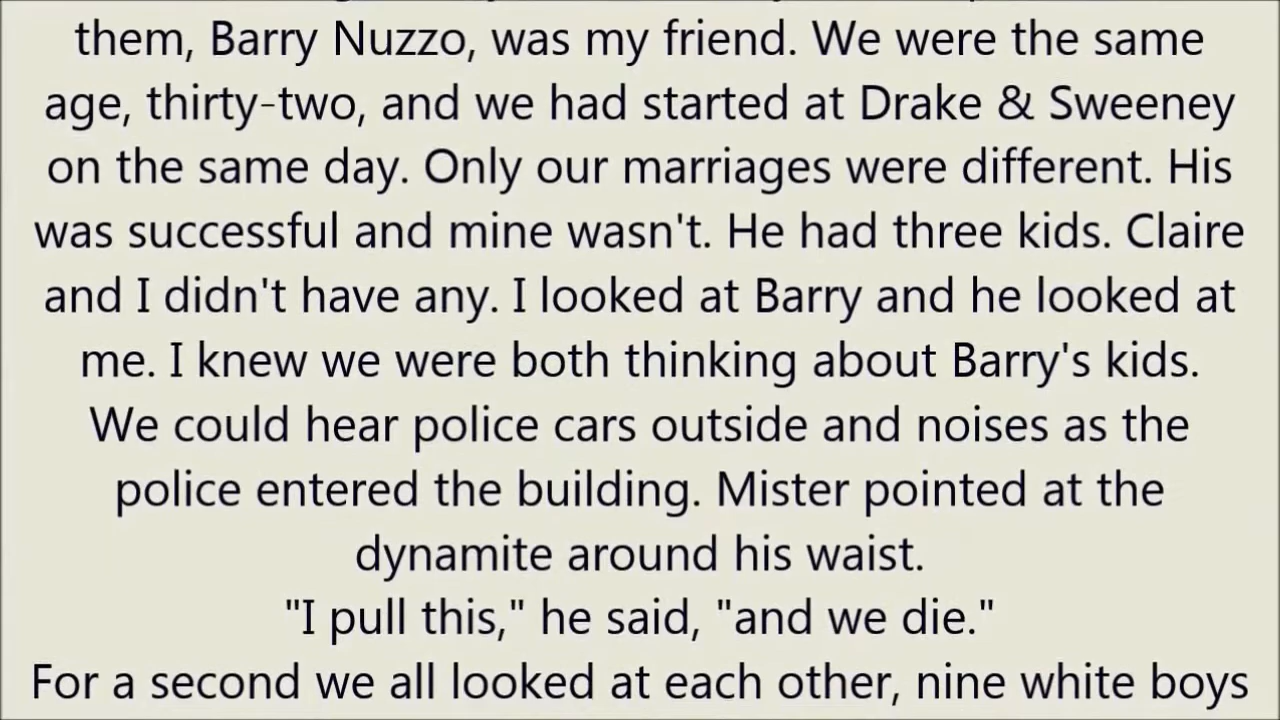 them, Barry Nuzzo, was my friend. We were the same
age, thirty-two, and we had started at Drake & Sweeney
on the same day. Only our marriages were different. His
was successful and mine wasn't. He had three kids. Claire
and I didn't have any. I looked at Barry and he looked at
me. I knew we were both thinking about Barry's kids.
We could hear police cars outside and noises as the
police entered the building. Mister pointed at the
dynamite around his waist.
"I pull this," he said, "and we die."
For a second we all looked at each other, nine white boys